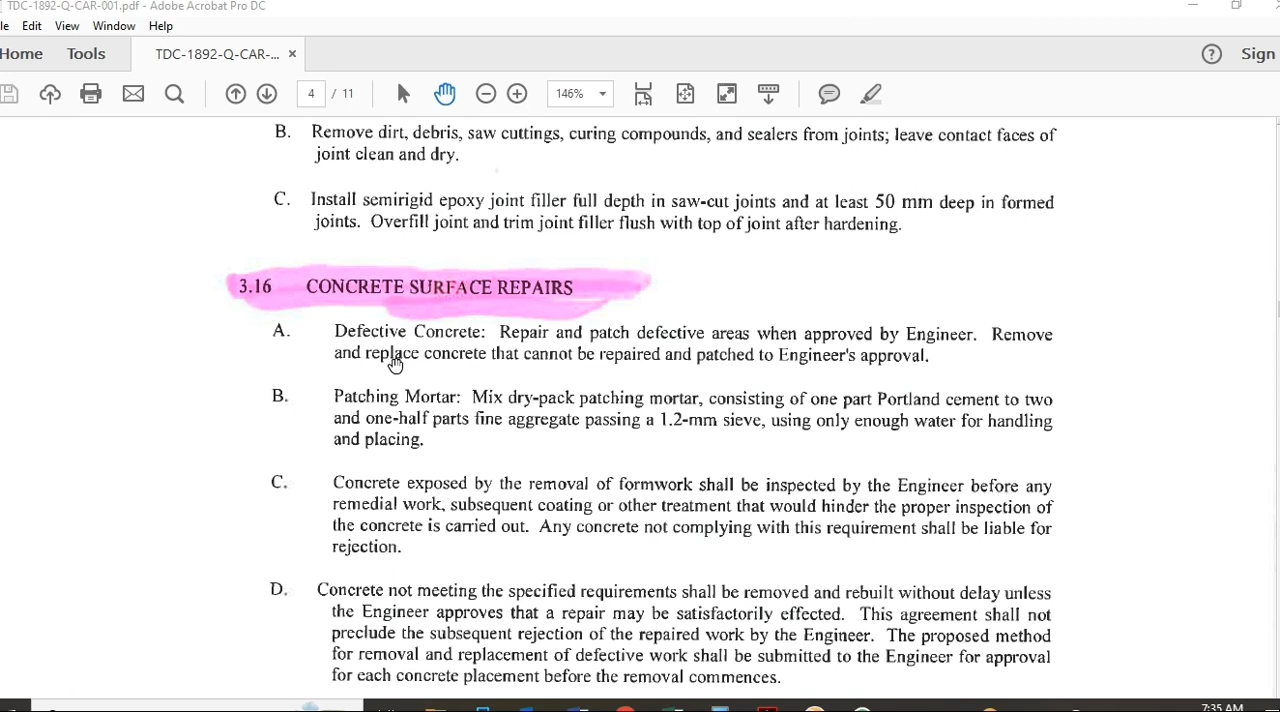 TDC-1892-Q-CAR-001.pdf - Adobe Acrobat Pro DC
Edit View Window Help
Home Tools TDC-1892-Q-CAR-... × ? Sign
4 / 11 146%
B. Remove dirt, debris, saw cuttings, curing compounds, and sealers from joints; leave contact faces of
joint clean and dry.
C. Install semirigid epoxy joint filler full depth in saw-cut joints and at least 50 mm deep in formed
joints. Overfill joint and trim joint filler flush with top of joint after hardening.
3.16 CONCRETE SURFACE REPAIRS
A. Defective Concrete: Repair and patch defective areas when approved by Engineer. Remove
and replace concrete that cannot be repaired and patched to Engineer's approval.
B. Patching Mortar: Mix dry-pack patching mortar, consisting of one part Portland cement to two
and one-half parts fine aggregate passing a 1.2-mm sieve, using only enough water for handling
and placing.
C. Concrete exposed by the removal of formwork shall be inspected by the Engineer before any
remedial work, subsequent coating or other treatment that would hinder the proper inspection of
the concrete is carried out. Any concrete not complying with this requirement shall be liable for
rejection.
D. Concrete not meeting the specified requirements shall be removed and rebuilt without delay unless
the Engineer approves that a repair may be satisfactorily effected. This agreement shall not
preclude the subsequent rejection of the repaired work by the Engineer. The proposed method
for removal and replacement of defective work shall be submitted to the Engineer for approval
for each concrete placement before the removal commences.
7:35 AM